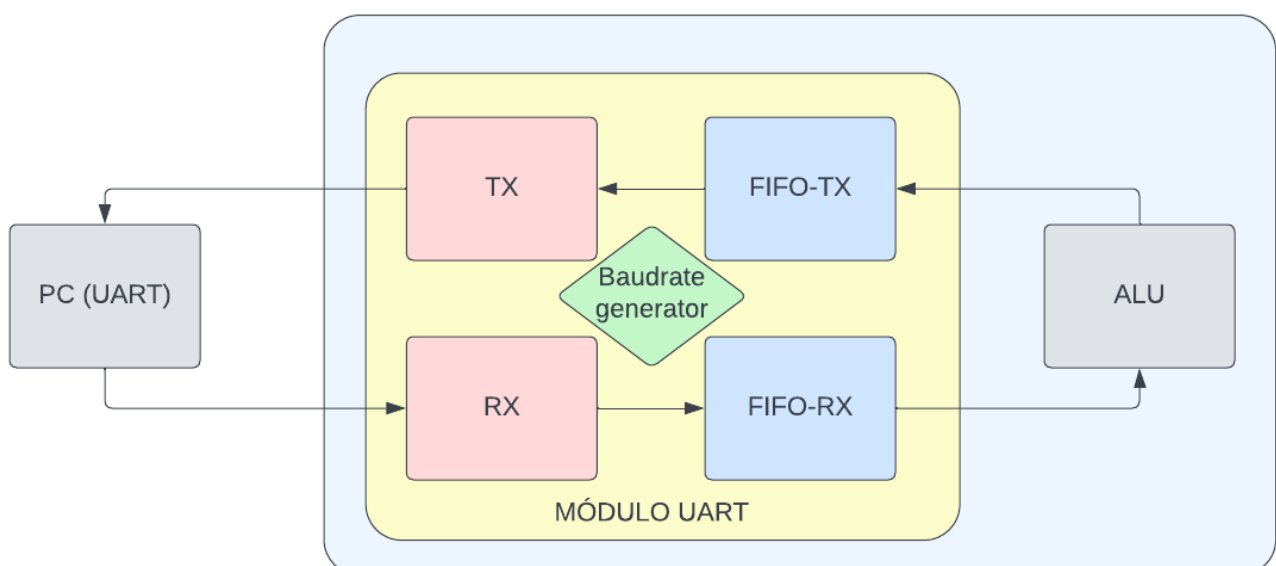 TX
FIFO-TX
Baudrate
generator
PC (UART)
ALU
RX
FIFO-RX
MÓDULO UART